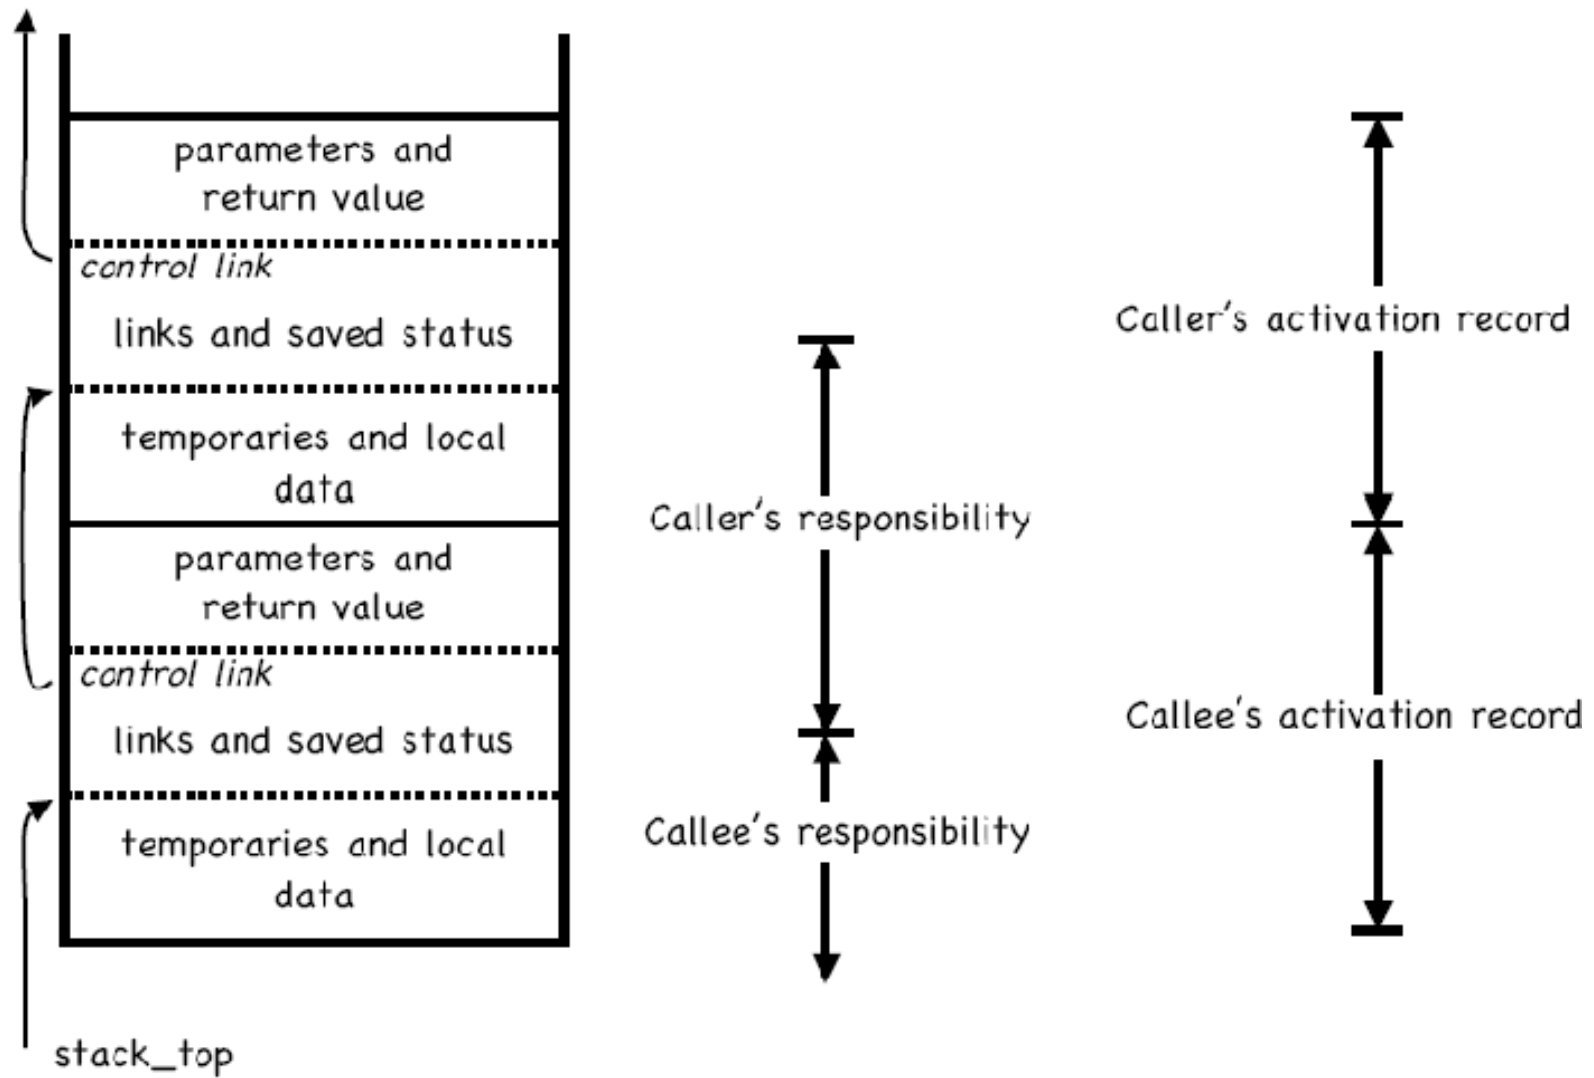 parameters and
return value
control link
links and saved status
temporaries and local
data
parameters and
return value
control link
links and saved status
temporaries and local
data
stack_top
Caller's responsibility
Callee's responsibility
Caller's activation record
Callee's activation record